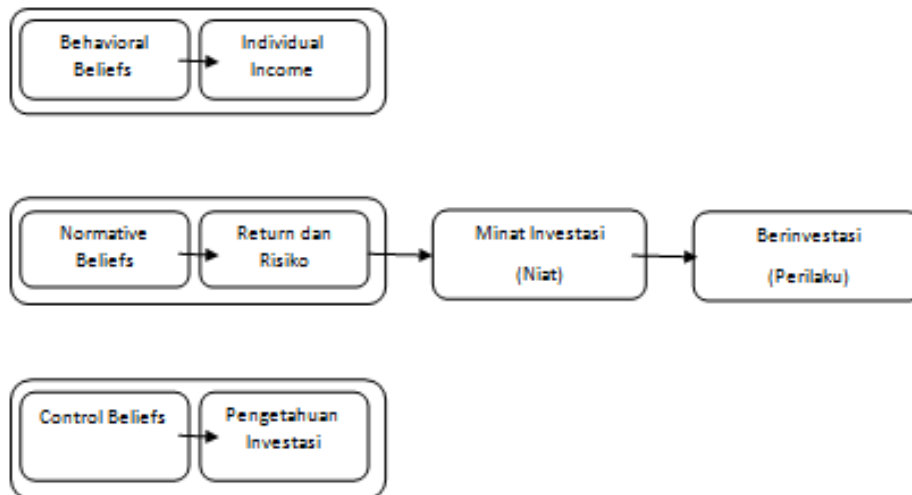 Behavioral
Beliefs
Individual
Income
Normative
Beliefs
Return dan
Risiko
Minat Investasi
(Niat)
Berinvestasi
(Perilaku)
Control Beliefs
Pengetahuan
Investasi